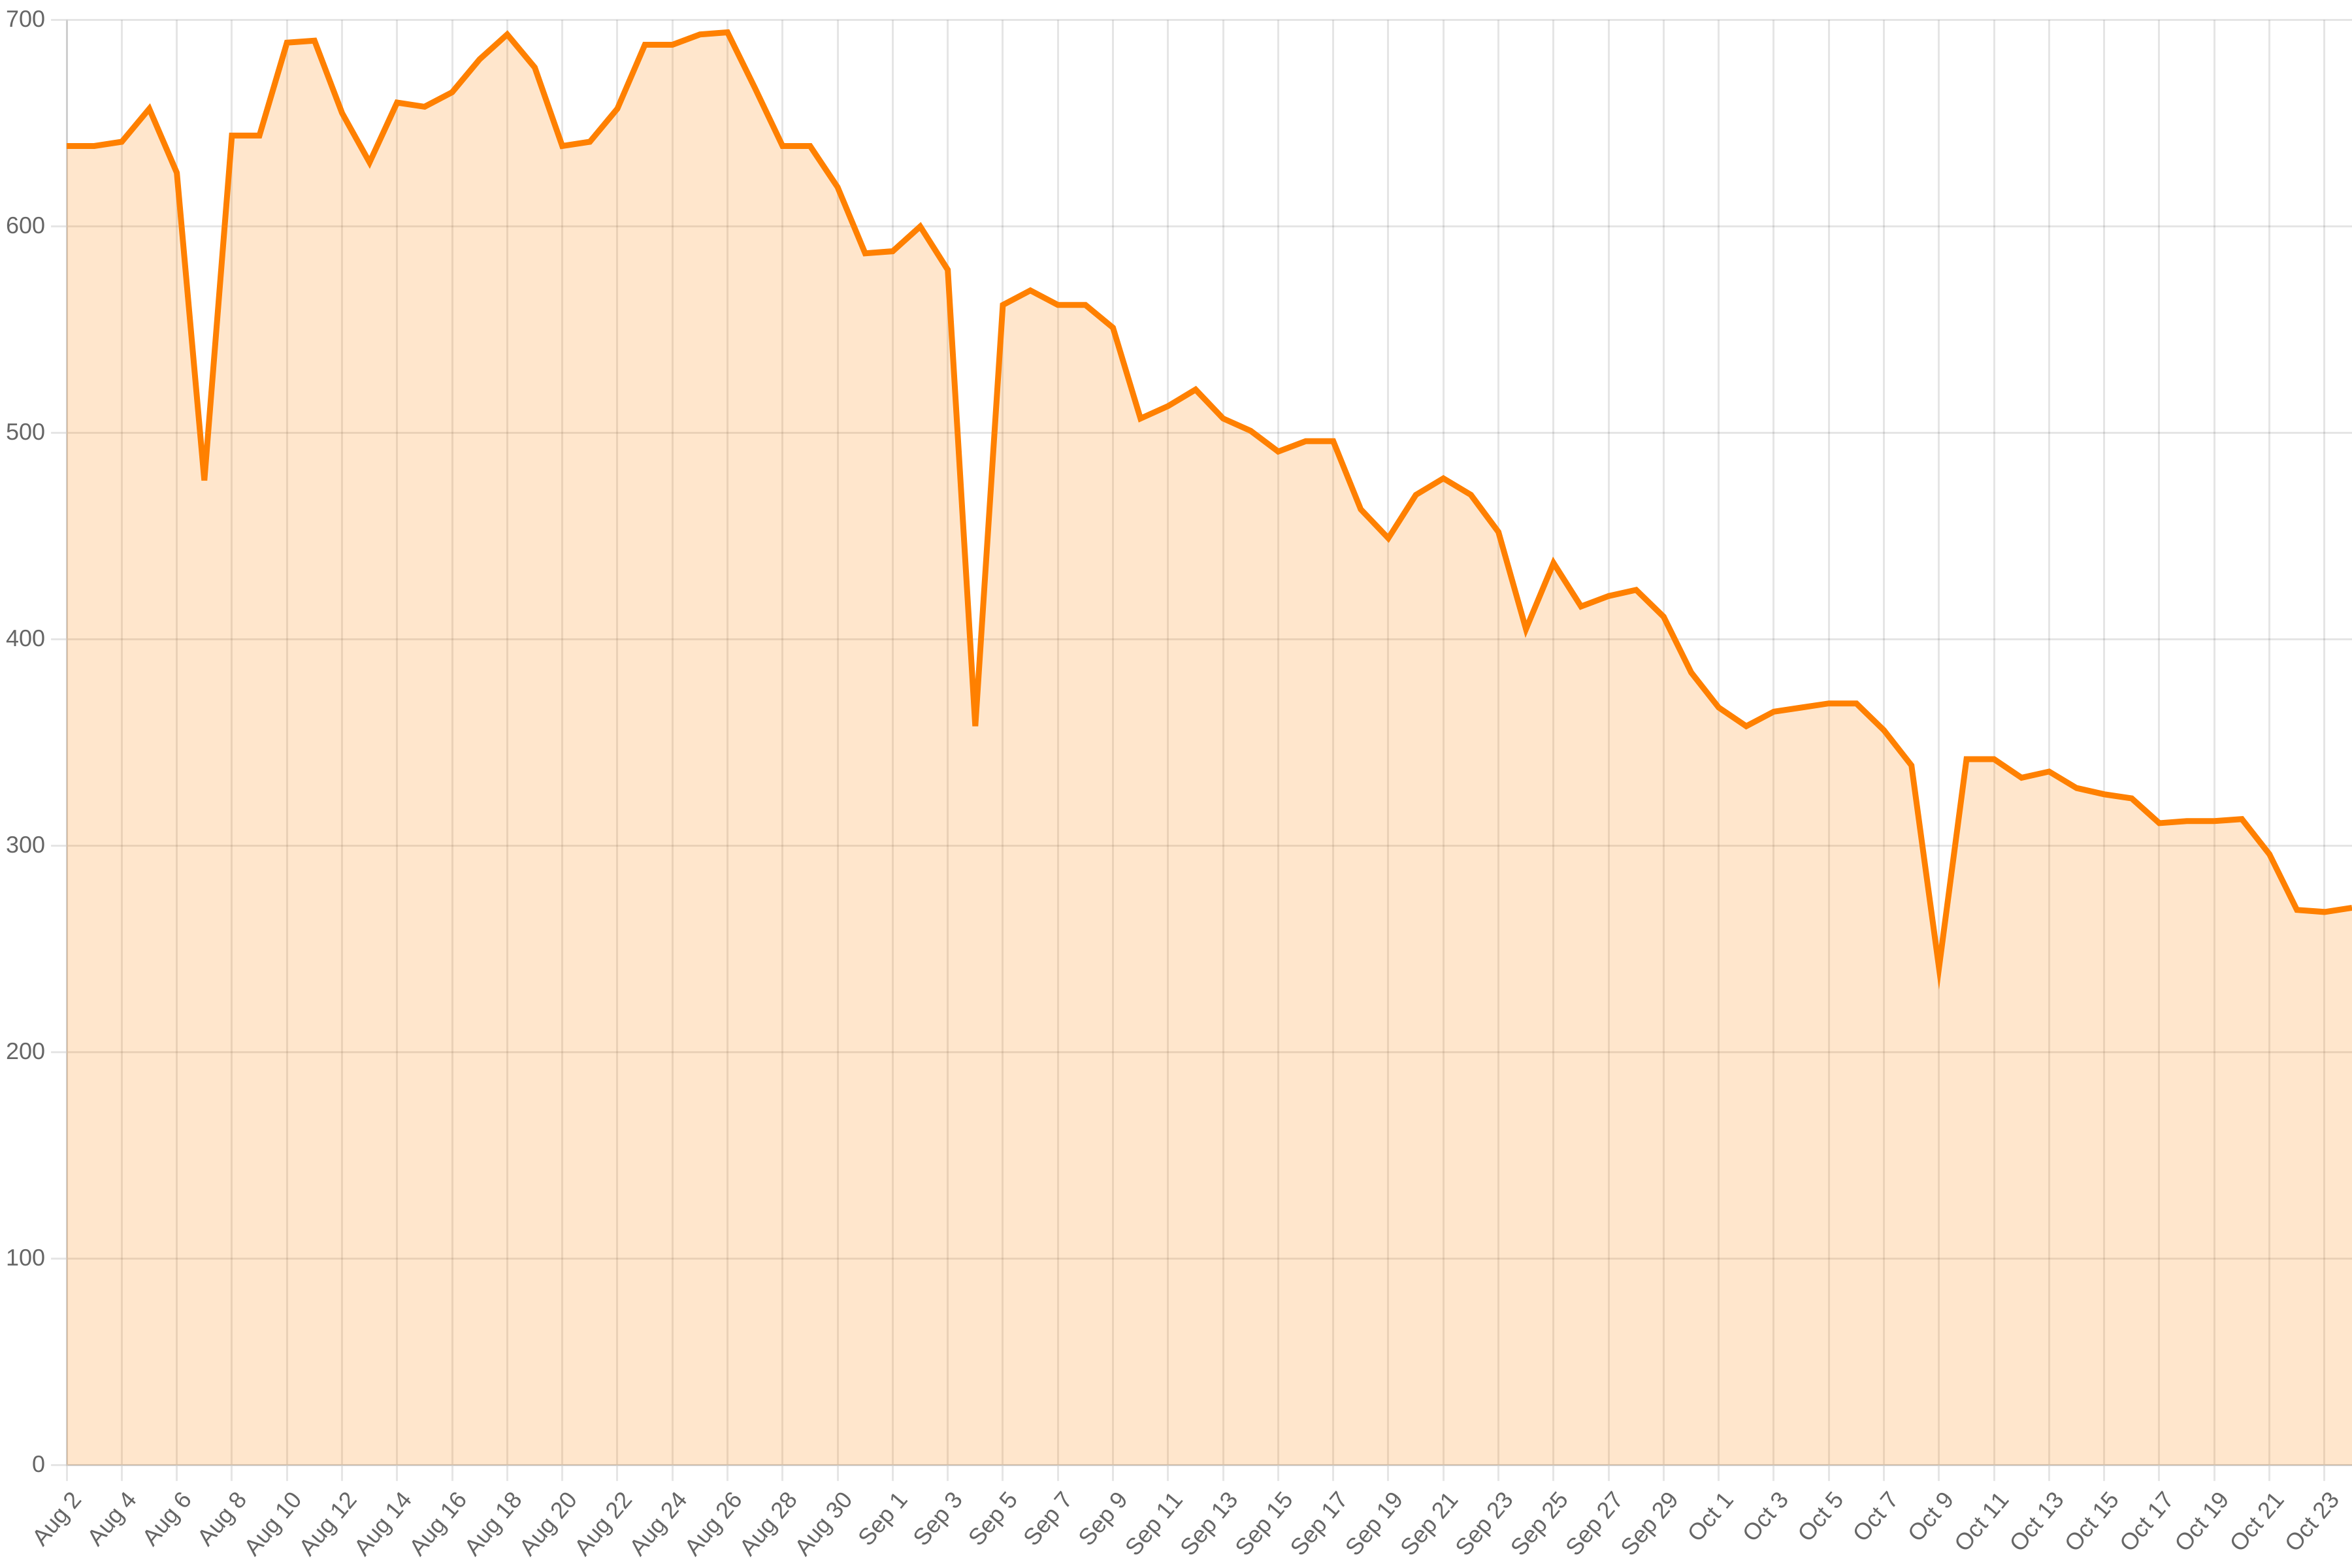 700
600
500
400
300
200
100
0
Aug 2
Aug 4
Aug 6
Aug 8
Aug 10
Aug 12
Aug 14
Aug 16
Aug 18
Aug 20
Aug 22
Aug 24
Aug 26
Aug 28
Aug 30
Sep 1
Sep 3
Sep 5
Sep 7
Sep 9
Sep 11
Sep 13
Sep 15
Sep 17
Sep 19
Sep 21
Sep 23
Sep 25
Sep 27
Sep 29
Oct 1
Oct 3
Oct 5
Oct 7
Oct 9
Oct 11
Oct 13
Oct 15
Oct 17
Oct 19
Oct 21
Oct 23